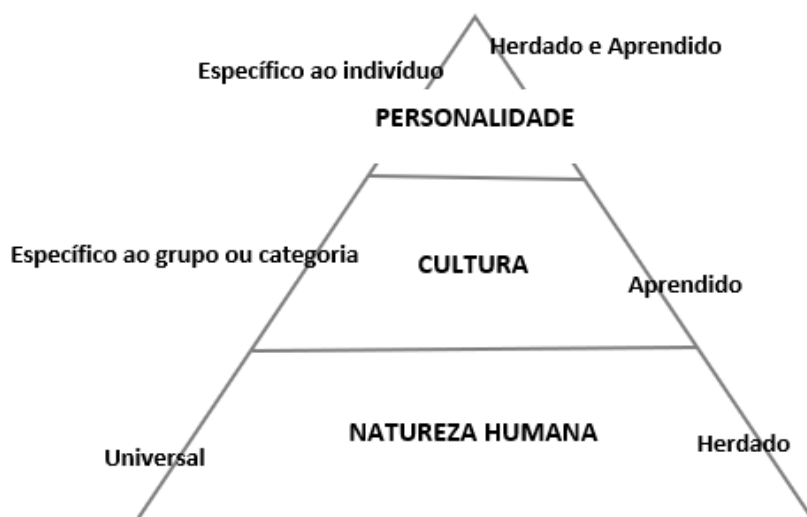 Herdado e Aprendido
Específico ao indivíduo
PERSONALIDADE
Específico ao grupo ou categoria
CULTURA
Aprendido
NATUREZA HUMANA
Herdado
Universal